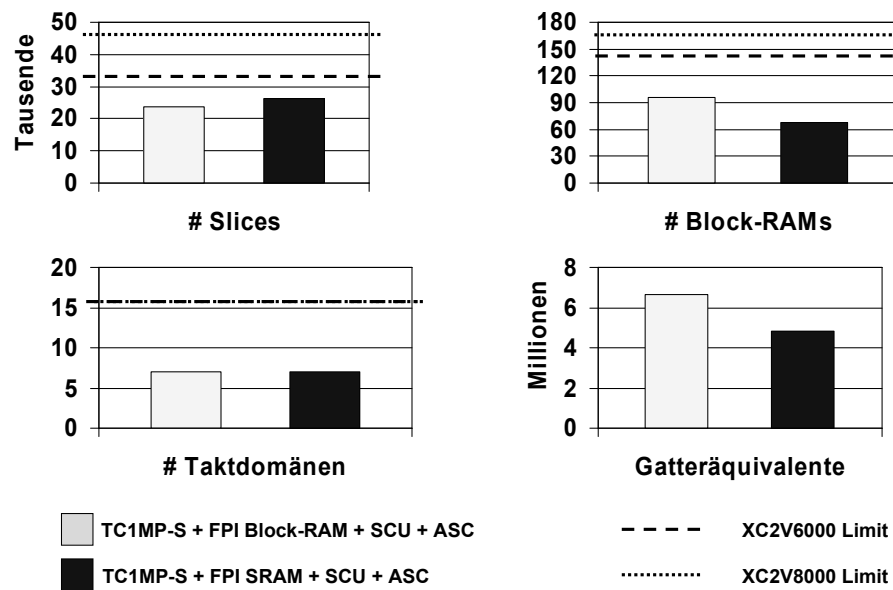 Tausende
50
40
30
20
10
0
# Slices
180
150
120
90
60
30
0
# Block-RAMs
20
15
10
5
0
# Taktdomänen
Millionen
8
6
4
2
0
Gatteräquivalente
TC1MP-S + FPI Block-RAM + SCU + ASC
TC1MP-S + FPI SRAM + SCU + ASC
XC2V6000 Limit
XC2V8000 Limit